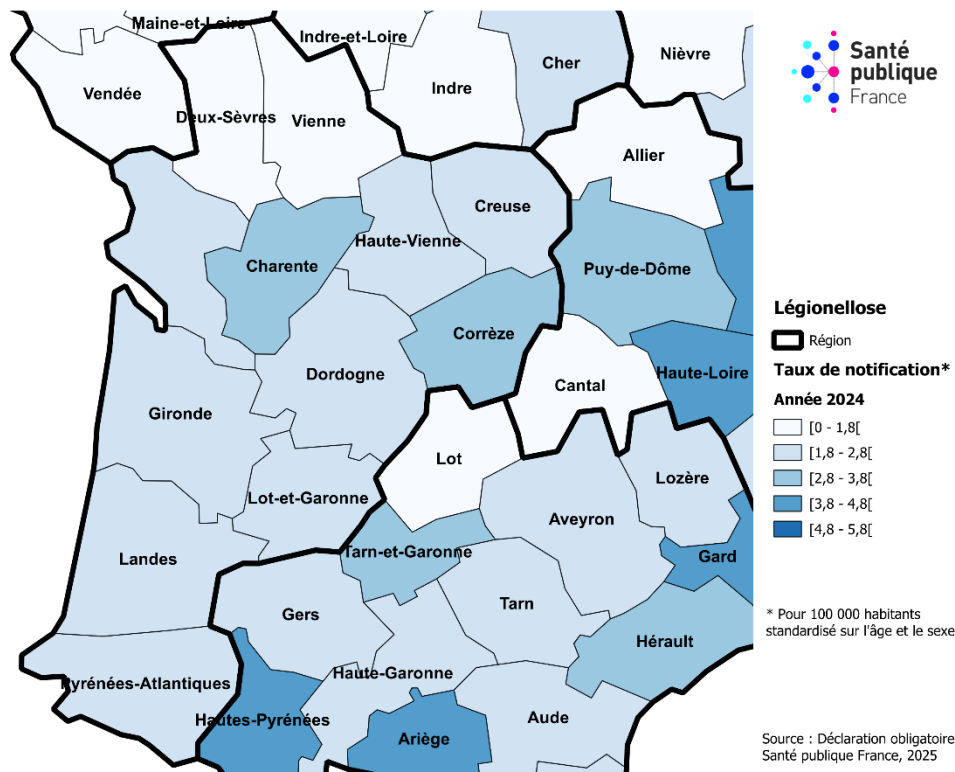 Maine-et-Loire
Indre-et-Loire
Cher
Nièvre
Vendée
Deux-Sèvres
Vienne
Indre
Allier
Creuse
Haute-Vienne
Charente
Puy-de-Dôme
Corrèze
Haute-Loire
Dordogne
Cantal
Gironde
Lot
Lozère
Lot-et-Garonne
Aveyron
Landes
Tarn-et-Garonne
Gard
Gers
Tarn
Hérault
Haute-Garonne
Pyrénées-Atlantiques
Hautes-Pyrénées
Ariège
Aude
Santé
publique
France
Légionellose
Région
Taux de notification*
Année 2024
[0 - 1,8[
[1,8 - 2,8[
[2,8 - 3,8[
[3,8 - 4,8[
[4,8 - 5,8[
* Pour 100 000 habitants
standardisé sur l'âge et le sexe
Source : Déclaration obligatoire
Santé publique France, 2025